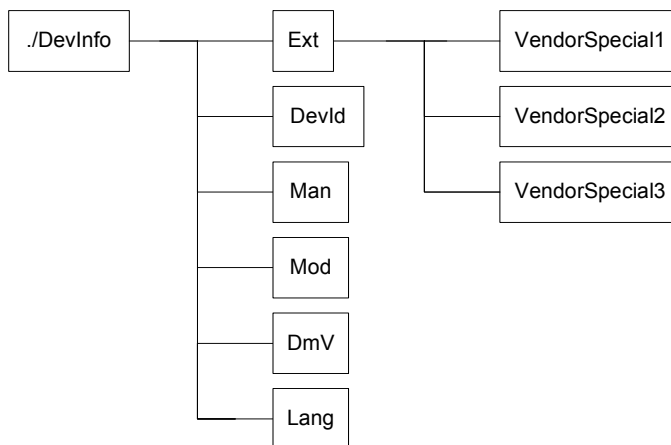 ./DevInfo
Ext
VendorSpecial1
DevId
VendorSpecial2
Man
VendorSpecial3
Mod
DmV
Lang